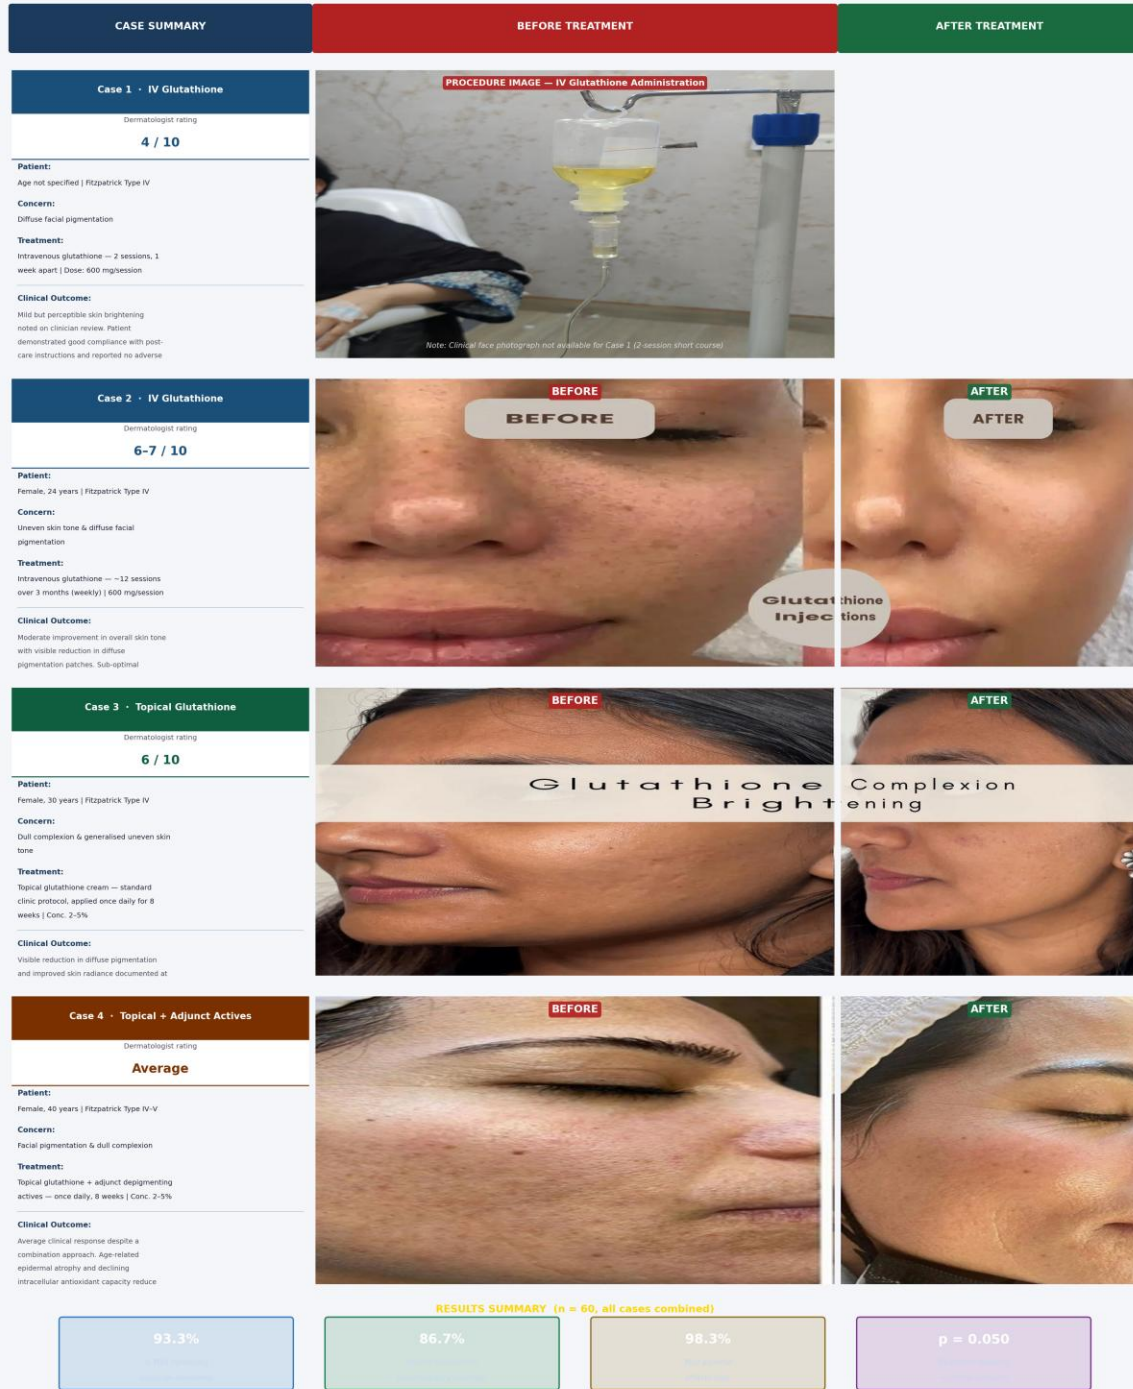 CASE SUMMARY
BEFORE TREATMENT
AFTER TREATMENT
Case 1 · IV Glutathione
Dermatologist rating
4 / 10
Patient:
Age not specified | Fitzpatrick Type IV
Concern:
Diffuse facial pigmentation
Treatment:
Intravenous glutathione — 2 sessions, 1
week apart | Dose: 600 mg/session
Clinical Outcome:
Mild but perceptible skin brightening
noted on clinician review. Patient
demonstrated good compliance with post-
care instructions and reported no adverse
PROCEDURE IMAGE — IV Glutathione Administration
Note: Clinical face photograph not available for Case 1 (2-session short course)
Case 2 · IV Glutathione
Dermatologist rating
6–7 / 10
Patient:
Female, 24 years | Fitzpatrick Type IV
Concern:
Uneven skin tone & diffuse facial
pigmentation
Treatment:
Intravenous glutathione — ~12 sessions
over 3 months (weekly) | 600 mg/session
Clinical Outcome:
Moderate improvement in overall skin tone
with visible reduction in diffuse
pigmentation patches. Sub-optimal
BEFORE
BEFORE
AFTER
AFTER
Glutathione
Injections
Case 3 · Topical Glutathione
Dermatologist rating
6 / 10
Patient:
Female, 30 years | Fitzpatrick Type IV
Concern:
Dull complexion & generalised uneven skin
tone
Treatment:
Topical glutathione cream — standard
clinic protocol, applied once daily for 8
weeks | Conc. 2–5%
Clinical Outcome:
Visible reduction in diffuse pigmentation
and improved skin radiance documented at
BEFORE
AFTER
Glutathione Complexion
Brightening
Case 4 · Topical + Adjunct Actives
Dermatologist rating
Average
Patient:
Female, 40 years | Fitzpatrick Type IV–V
Concern:
Facial pigmentation & dull complexion
Treatment:
Topical glutathione + adjunct depigmenting
actives — once daily, 8 weeks | Conc. 2–5%
Clinical Outcome:
Average clinical response despite a
combination approach. Age-related
epidermal atrophy and declining
intracellular antioxidant capacity reduce
BEFORE
AFTER
RESULTS SUMMARY (n = 60, all cases combined)
93.3%
86.7%
98.3%
p = 0.050